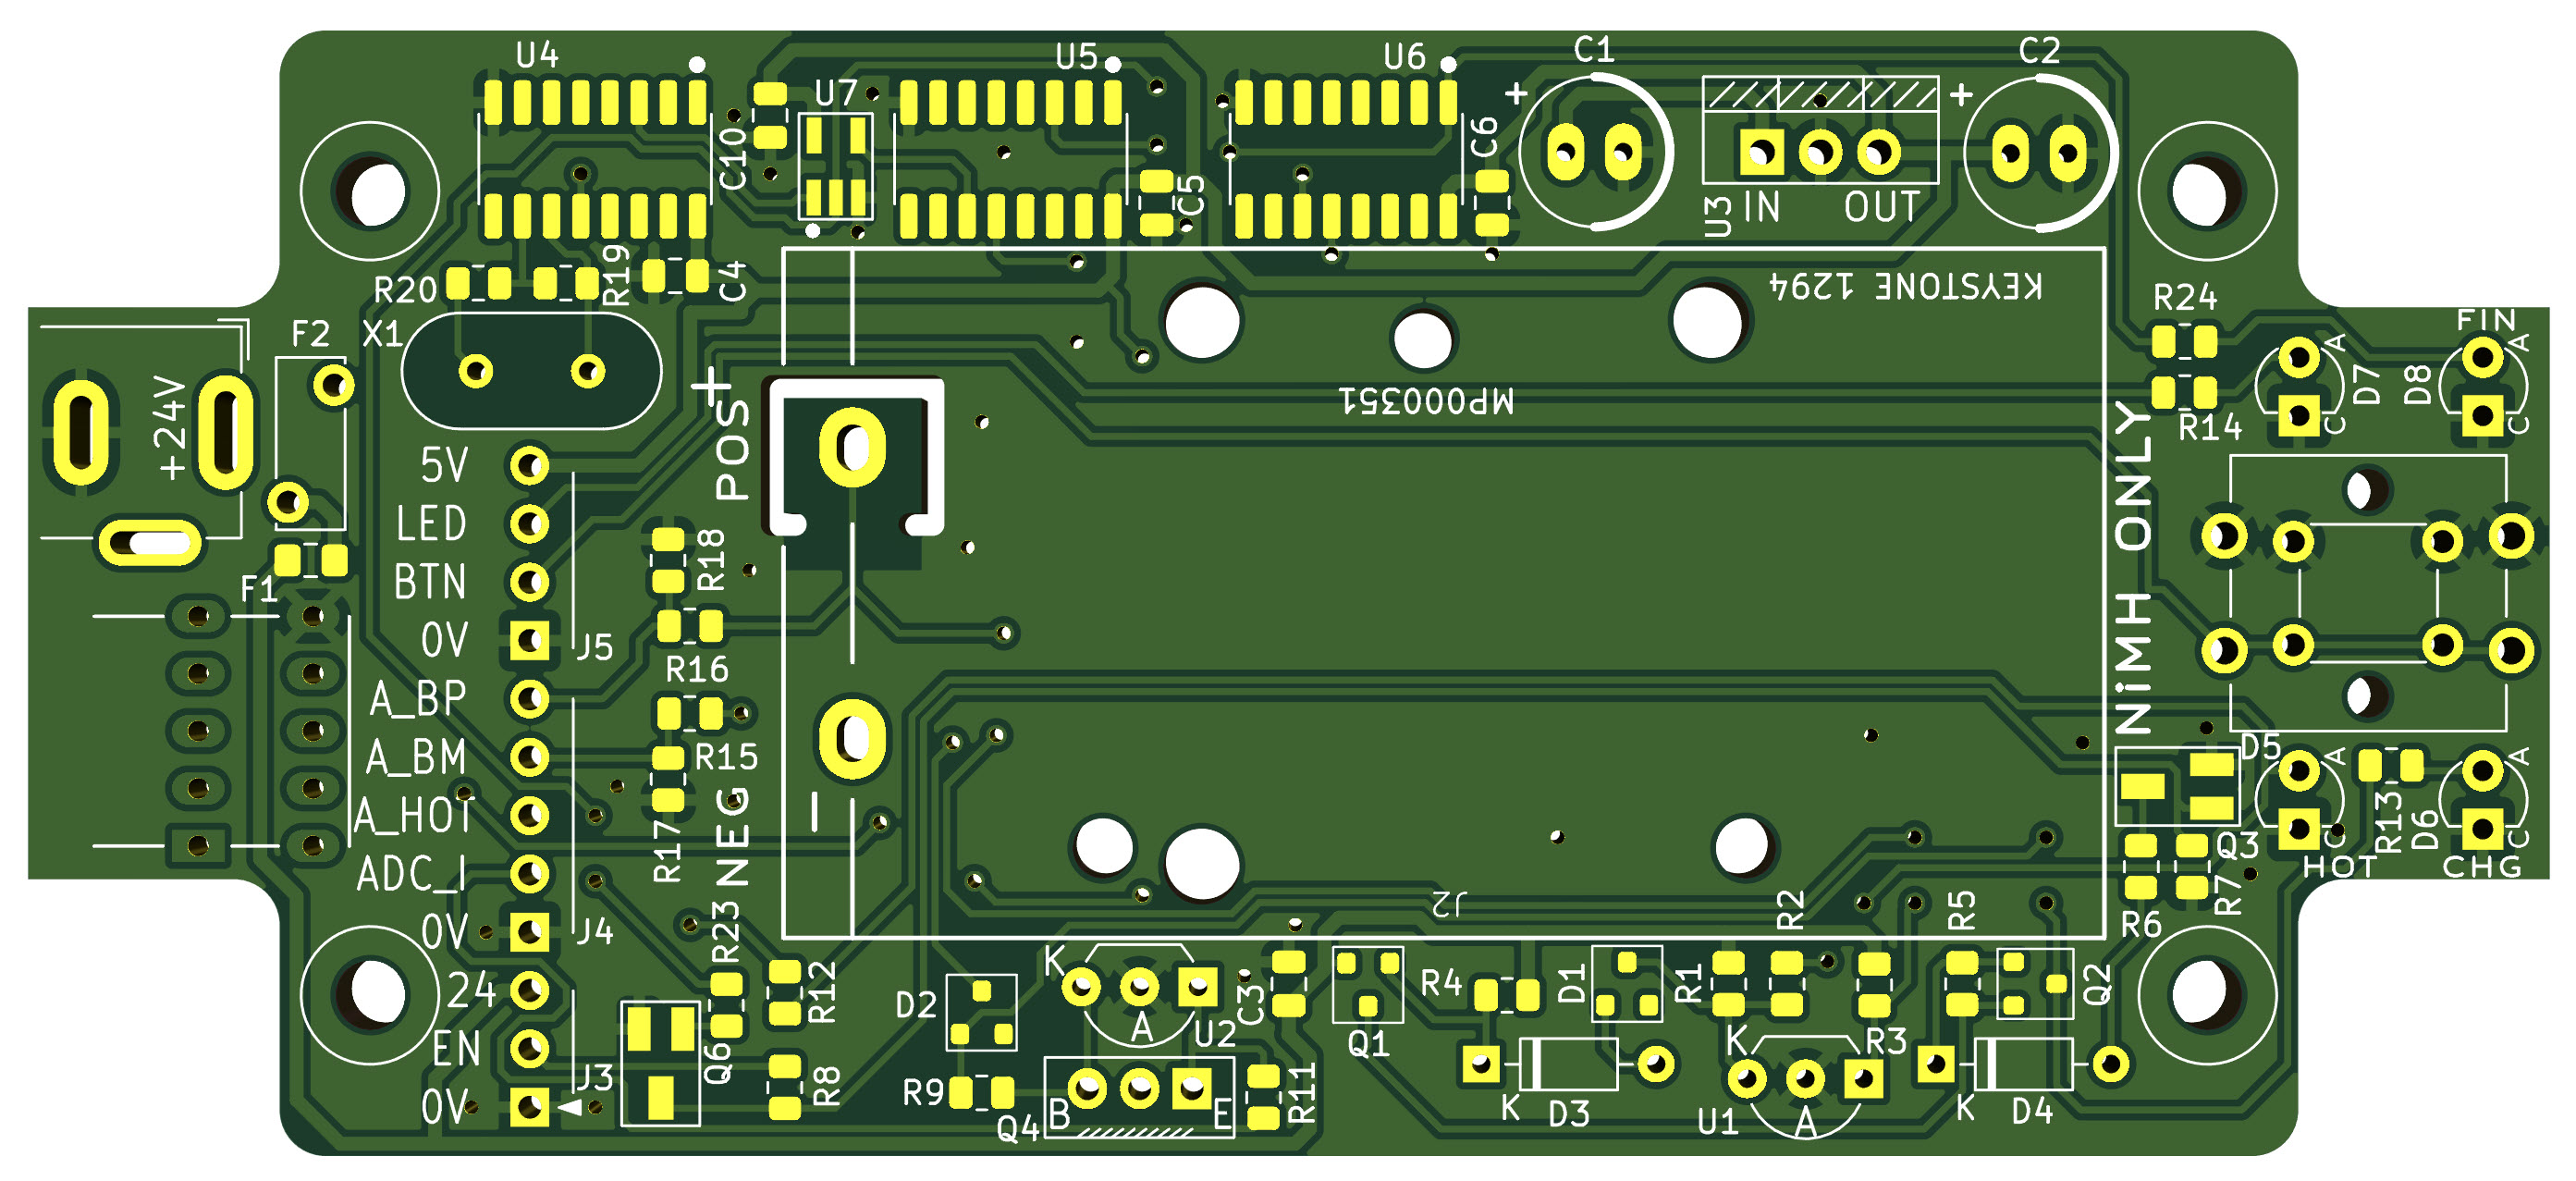 U4
U5
U6
C1
C2
U7
+
+
C10
C6
C5
U3
IN
OUT
R20
R19
C4
KEYSTONE 1294
R24
FIN
F2
X1
A
A
+24V
+
POS
MP000351
D7
D8
R14
C
C
5V
LED
BTN
0V
J5
F1
R18
R16
NiMH ONLY
A_BP
A_BM
A_HOT
ADC_I
0V
J4
R15
R17
NEG
D5
A
A
R13
D6
C
C
Q3
HOT
CHG
R7
R6
J2
R2
R5
R23
R12
24
EN
0V
J3
Q6
R8
D2
K
A
U2
C3
R4
D1
R1
Q1
Q2
R9
Q4
B
E
R11
K
D3
K
A
U1
R3
K
D4